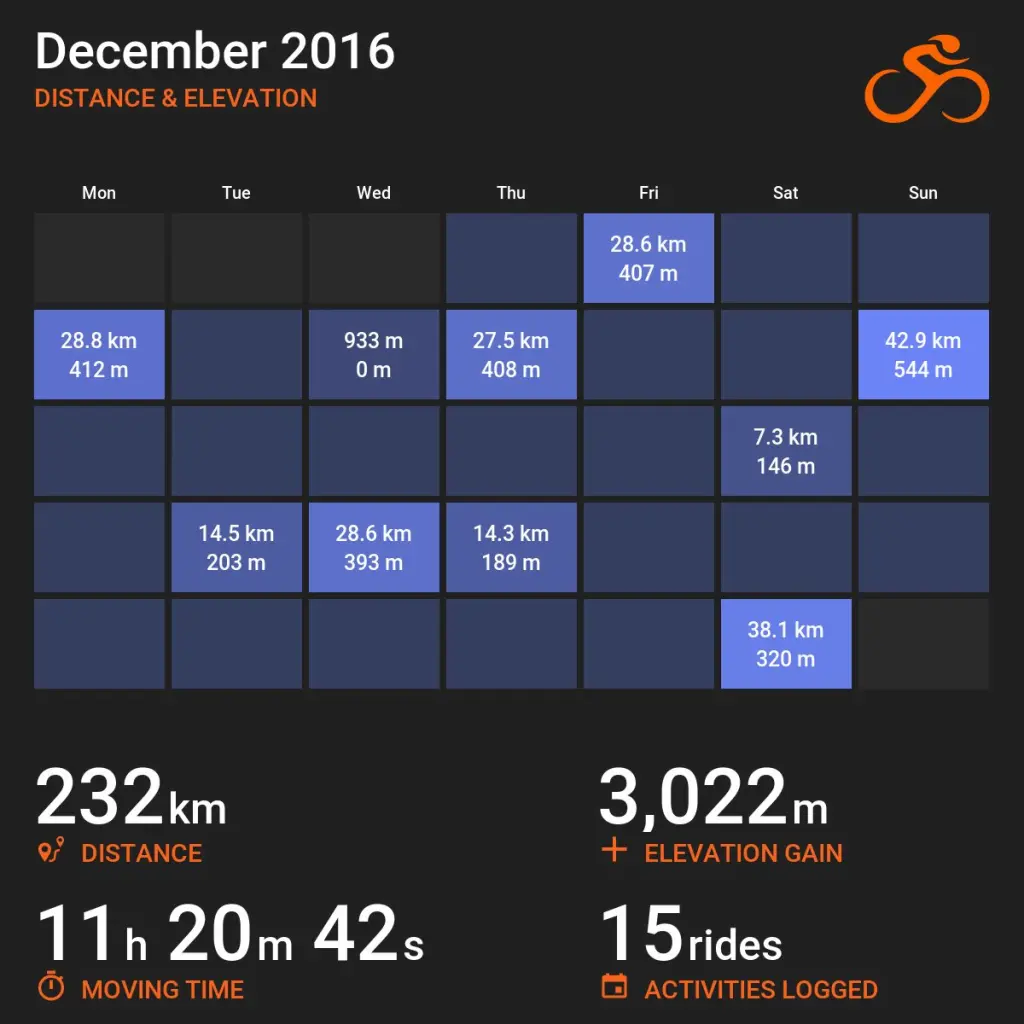 December 2016
DISTANCE & ELEVATION
Mon Tue Wed Thu Fri Sat Sun
28.6 km
407 m
28.8 km 933 m 27.5 km 42.9 km
412 m 0 m 408 m 544 m
7.3 km
146 m
14.5 km 28.6 km 14.3 km
203 m 393 m 189 m
38.1 km
320 m
232km 3,022m
DISTANCE ELEVATION GAIN
11h 20m 42s 15rides
MOVING TIME ACTIVITIES LOGGED